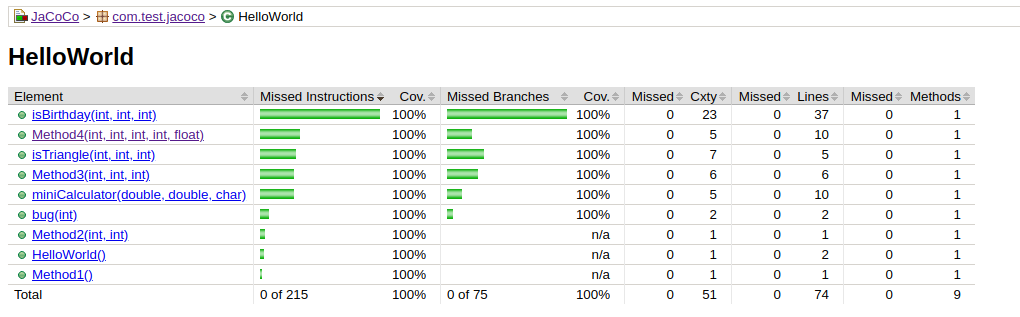 JaCoCo > com.test.jacoco > HelloWorld
HelloWorld
Element Missed Instructions Cov. Missed Branches Cov. Missed Cxty Missed Lines Missed Methods
isBirthday(int, int, int) 100% 100% 0 23 0 37 0 1
Method4(int, int, int, int, float) 100% 100% 0 5 0 10 0 1
isTriangle(int, int, int) 100% 100% 0 7 0 5 0 1
Method3(int, int, int) 100% 100% 0 6 0 6 0 1
miniCalculator(double, double, char) 100% 100% 0 5 0 10 0 1
bug(int) 100% 100% 0 2 0 2 0 1
Method2(int, int) 100% n/a 0 1 0 1 0 1
HelloWorld() 100% n/a 0 1 0 2 0 1
Method1() 100% n/a 0 1 0 1 0 1
Total 0 of 215 100% 0 of 75 100% 0 51 0 74 0 9